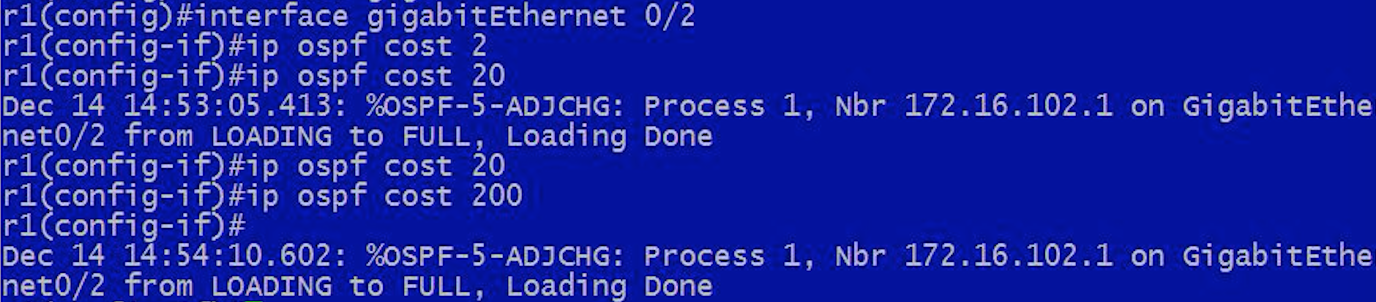 r1(config)#interface gigabitEthernet 0/2
r1(config-if)#ip ospf cost 2
r1(config-if)#ip ospf cost 20
Dec 14 14:53:05.413: %OSPF-5-ADJCHG: Process 1, Nbr 172.16.102.1 on GigabitEthe
net0/2 from LOADING to FULL, Loading Done
r1(config-if)#ip ospf cost 20
r1(config-if)#ip ospf cost 200
r1(config-if)#
Dec 14 14:54:10.602: %OSPF-5-ADJCHG: Process 1, Nbr 172.16.102.1 on GigabitEthe
net0/2 from LOADING to FULL, Loading Done